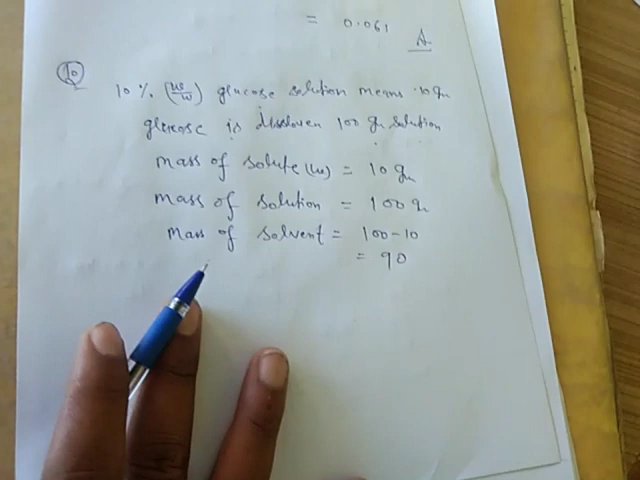 = 0.061
A
10
10 %. (w/w) glucose solution means 10 gm
glucose is dissolven 100 gm solution
mass of solute (w) = 10 gm
mass of solution = 100 g
mass of solvent = 100-10
= 90